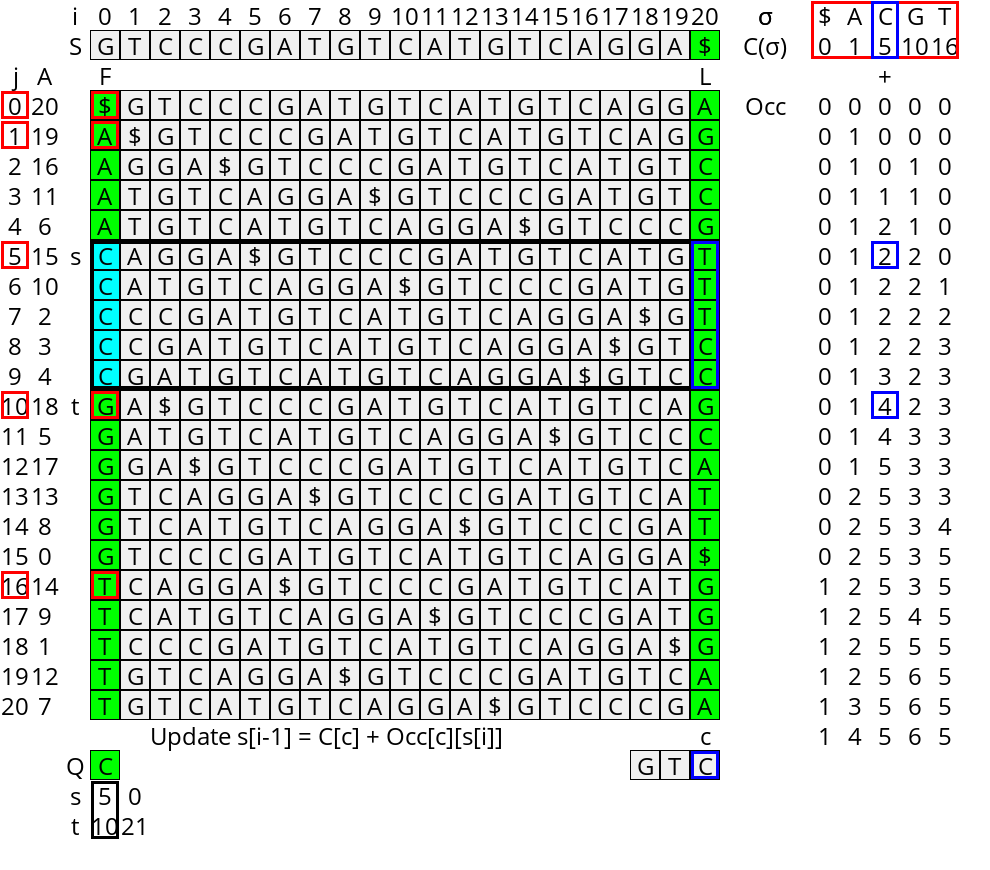 i 0 1 2 3 4 5 6 7 8 9 10 11 12 13 14 15 16 17 18 19 20 σ $ A C G T
S G T C C C G A T G T C A T G T C A G G A $ C(σ) 0 1 5 10 16
j A F L +
0 20 $ G T C C C G A T G T C A T G T C A G G A Occ 0 0 0 0 0
1 19 A $ G T C C C G A T G T C A T G T C A G G 0 1 0 0 0
2 16 A G G A $ G T C C C G A T G T C A T G T C 0 1 0 1 0
3 11 A T G T C A G G A $ G T C C C G A T G T C 0 1 1 1 0
4 6 A T G T C A T G T C A G G A $ G T C C C G 0 1 2 1 0
5 15 s C A G G A $ G T C C C G A T G T C A T G T 0 1 2 2 0
6 10 C A T G T C A G G A $ G T C C C G A T G T 0 1 2 2 1
7 2 C C C G A T G T C A T G T C A G G A $ G T 0 1 2 2 2
8 3 C C G A T G T C A T G T C A G G A $ G T C 0 1 2 2 3
9 4 C G A T G T C A T G T C A G G A $ G T C C 0 1 3 2 3
10 18 t G A $ G T C C C G A T G T C A T G T C A G 0 1 4 2 3
11 5 G A T G T C A T G T C A G G A $ G T C C C 0 1 4 3 3
12 17 G G A $ G T C C C G A T G T C A T G T C A 0 1 5 3 3
13 13 G T C A G G A $ G T C C C G A T G T C A T 0 2 5 3 3
14 8 G T C A T G T C A G G A $ G T C C C G A T 0 2 5 3 4
15 0 G T C C C G A T G T C A T G T C A G G A $ 0 2 5 3 5
16 14 T C A G G A $ G T C C C G A T G T C A T G 1 2 5 3 5
17 9 T C A T G T C A G G A $ G T C C C G A T G 1 2 5 4 5
18 1 T C C C G A T G T C A T G T C A G G A $ G 1 2 5 5 5
19 12 T G T C A G G A $ G T C C C G A T G T C A 1 2 5 6 5
20 7 T G T C A T G T C A G G A $ G T C C C G A 1 3 5 6 5
Update s[i-1] = C[c] + Occ[c][s[i]] c 1 4 5 6 5
Q C G T C
s 5 0
t 10 21